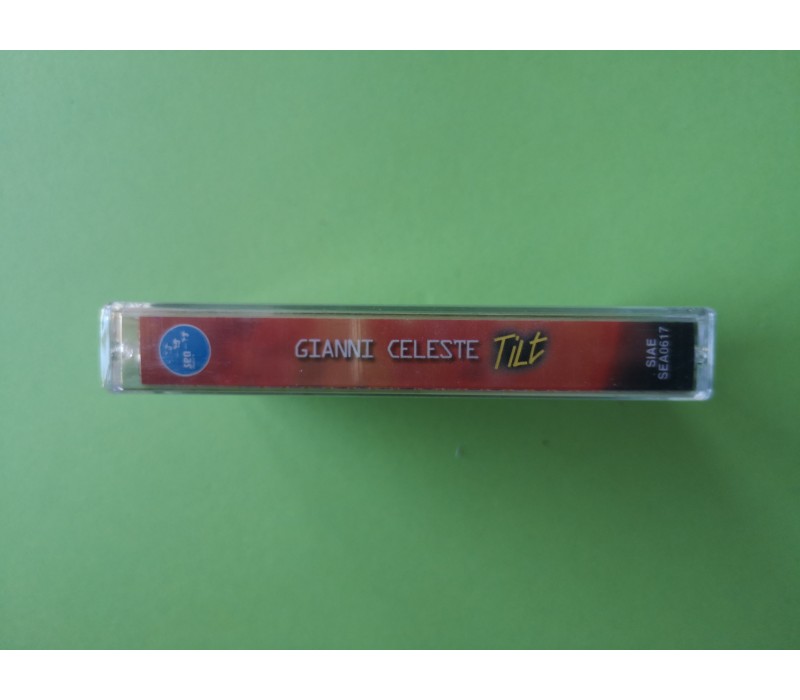 GIANNI CELESTE Tilt
SIAE
SEA0617